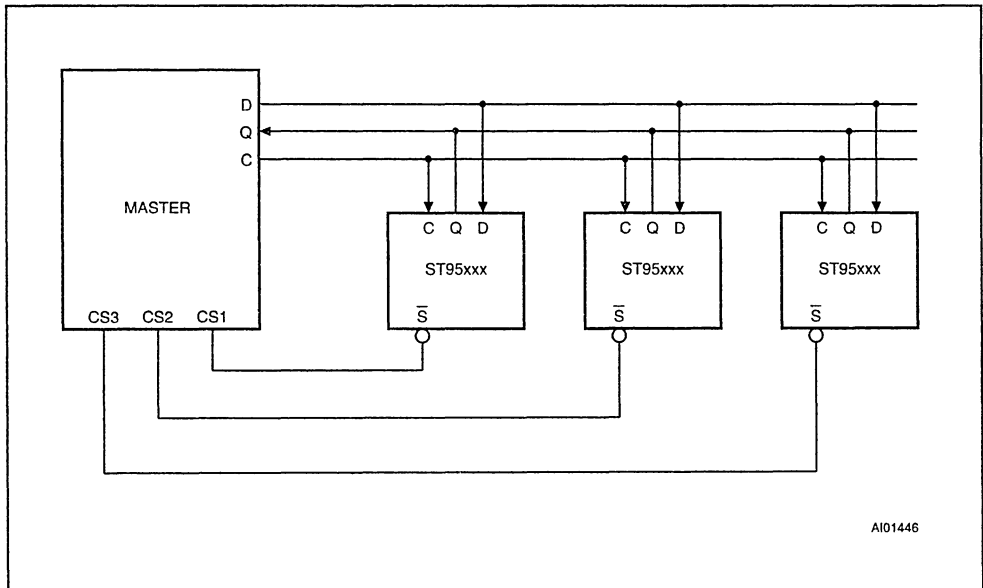 D
Q
C
MASTER
CS3 CS2 CS1
C Q D
ST95xxx
S̅
C Q D
ST95xxx
S̅
C Q D
ST95xxx
S̅
AI01446